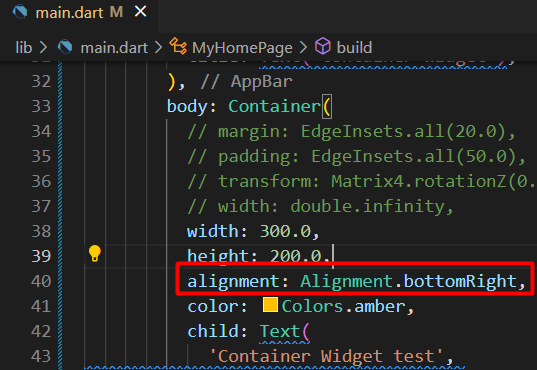 main.dart M X
lib > main.dart > MyHomePage > build
32 ), // AppBar
33 body: Container(
34 // margin: EdgeInsets.all(20.0),
35 // padding: EdgeInsets.all(50.0),
36 // transform: Matrix4.rotationZ(0.
37 // width: double.infinity,
38 width: 300.0,
39 height: 200.0,
40 alignment: Alignment.bottomRight,
41 color: Colors.amber,
42 child: Text(
43 'Container Widget test',